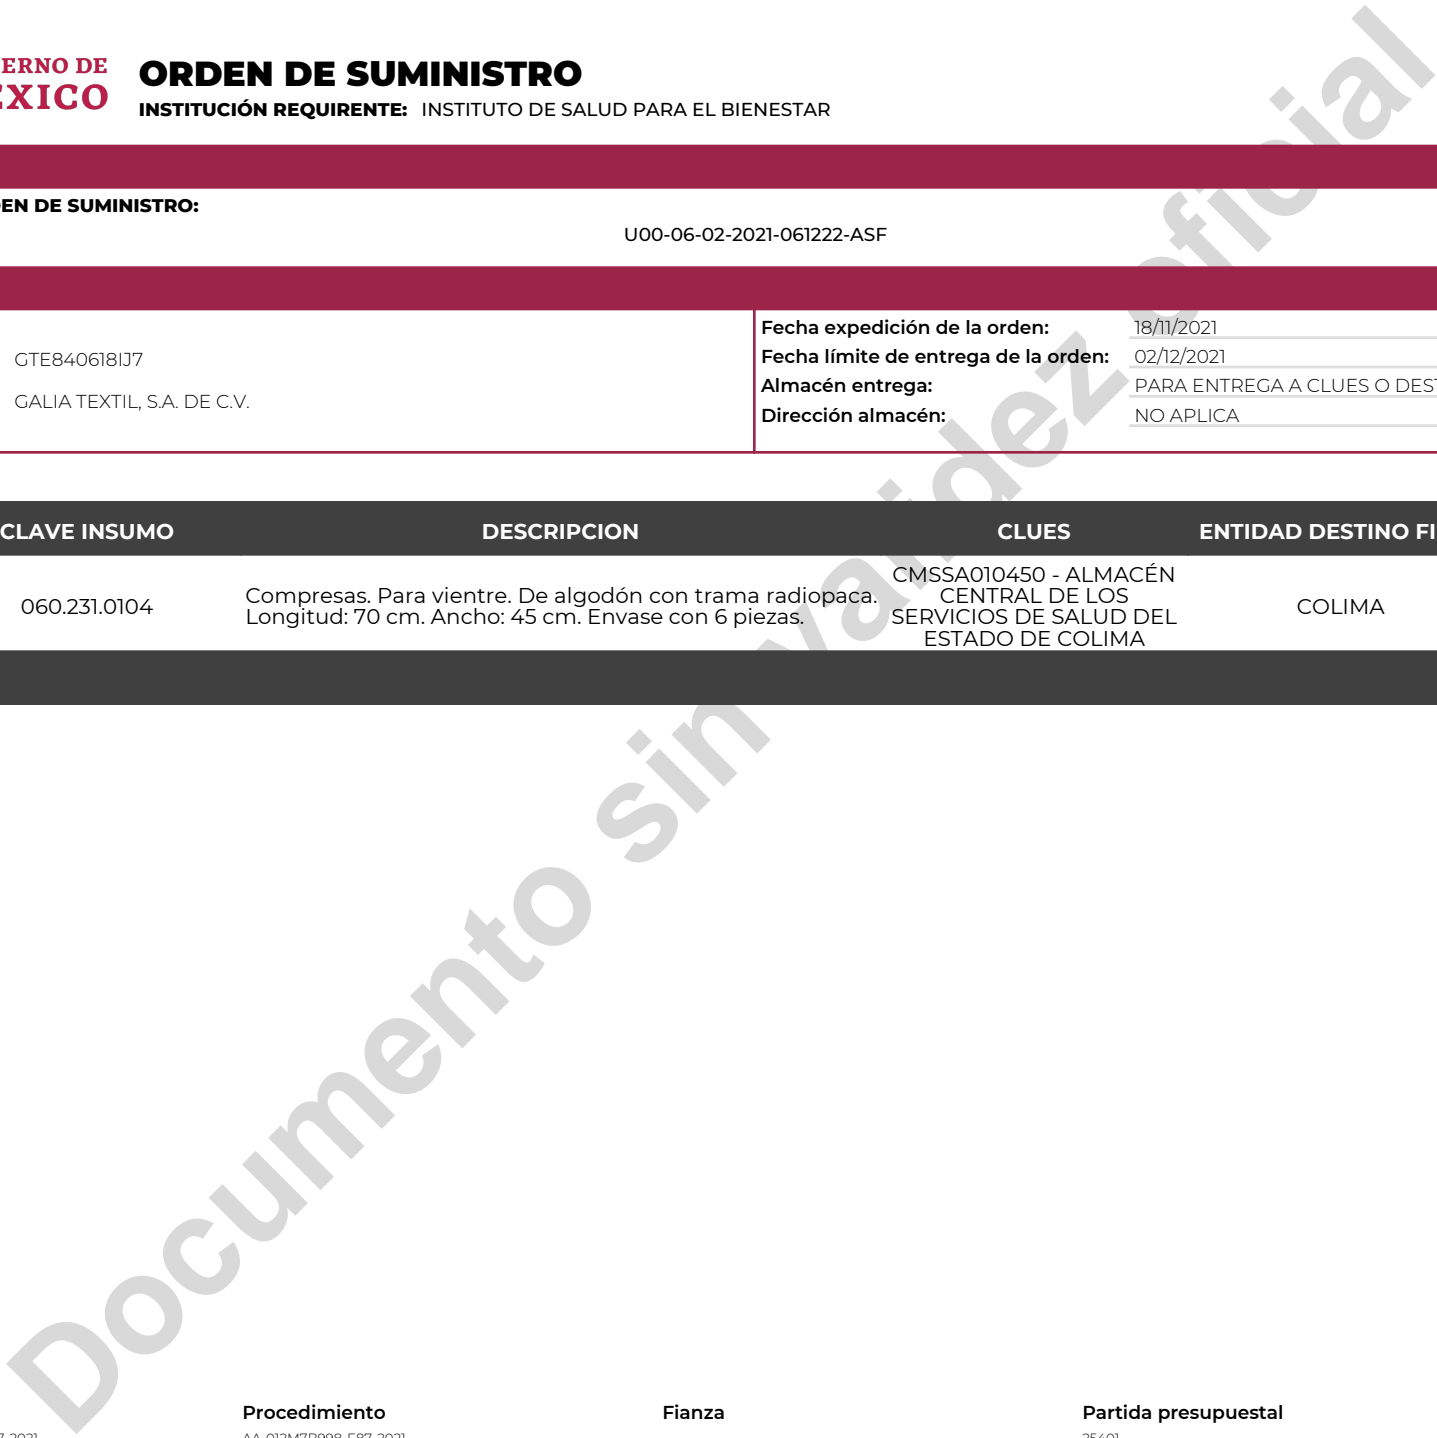 ERNO DE
EXICO
ORDEN DE SUMINISTRO
INSTITUCIÓN REQUIRENTE: INSTITUTO DE SALUD PARA EL BIENESTAR
EN DE SUMINISTRO:
U00-06-02-2021-061222-ASF
GTE840618IJ7
GALIA TEXTIL, S.A. DE C.V.
Fecha expedición de la orden: 18/11/2021
Fecha límite de entrega de la orden: 02/12/2021
Almacén entrega: PARA ENTREGA A CLUES O DES
Dirección almacén: NO APLICA
CLAVE INSUMO DESCRIPCION CLUES ENTIDAD DESTINO FI
060.231.0104
Compresas. Para vientre. De algodón con trama radiopaca.
Longitud: 70 cm. Ancho: 45 cm. Envase con 6 piezas.
CMSSA010450 - ALMACÉN
CENTRAL DE LOS
SERVICIOS DE SALUD DEL
ESTADO DE COLIMA
COLIMA
Documento sin validez oficial
Procedimiento Fianza Partida presupuestal